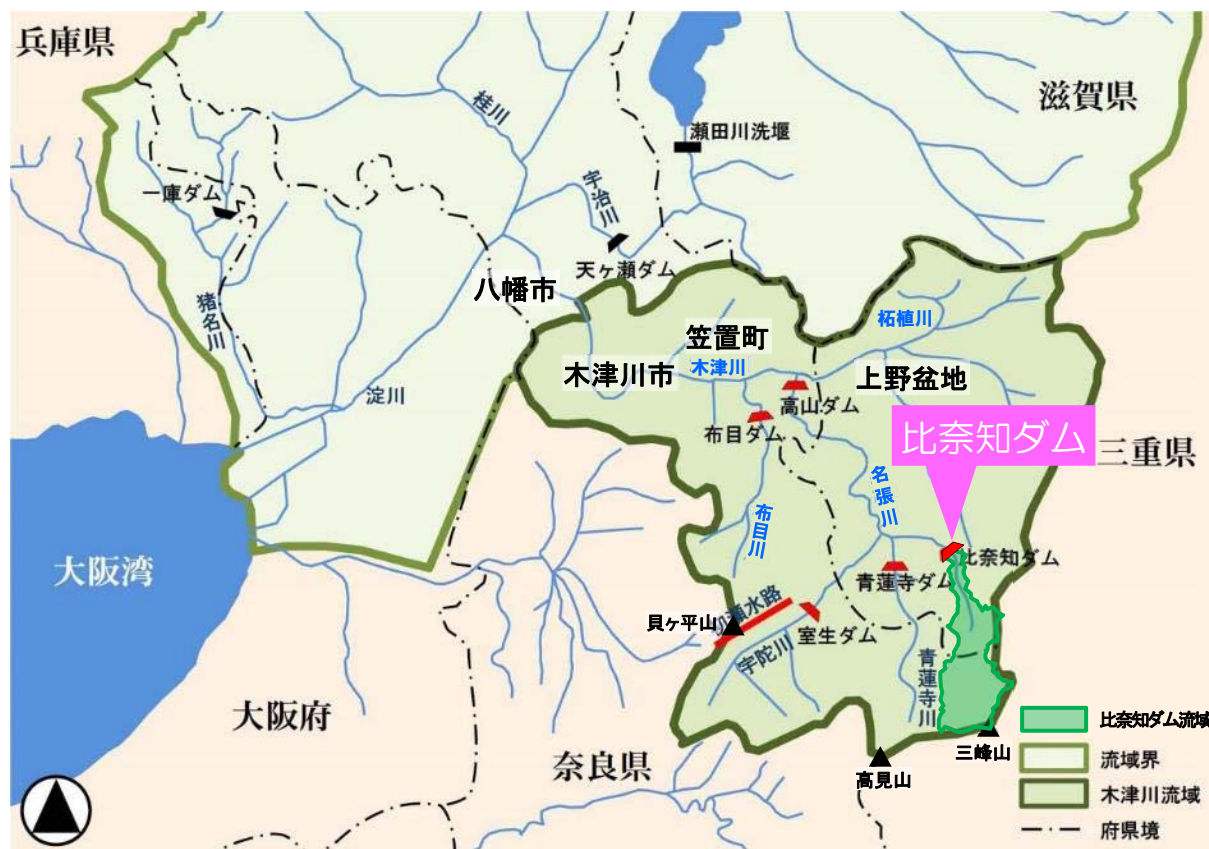 兵庫県
滋賀県
桂川
瀬田川洗堰
一庫ダム
宇治川
天ヶ瀬ダム
八幡市
猪名川
笠置町
柘植川
木津川
木津川市
上野盆地
淀川
高山ダム
布目ダム
比奈知ダム
三重県
名張川
布目川
大阪湾
比奈知ダム
青蓮寺ダム
初瀬水路
貝ヶ平山
室生ダム
宇陀川
青蓮寺川
大阪府
奈良県
高見山
三峰山
比奈知ダム流域
流域界
木津川流域
府県境